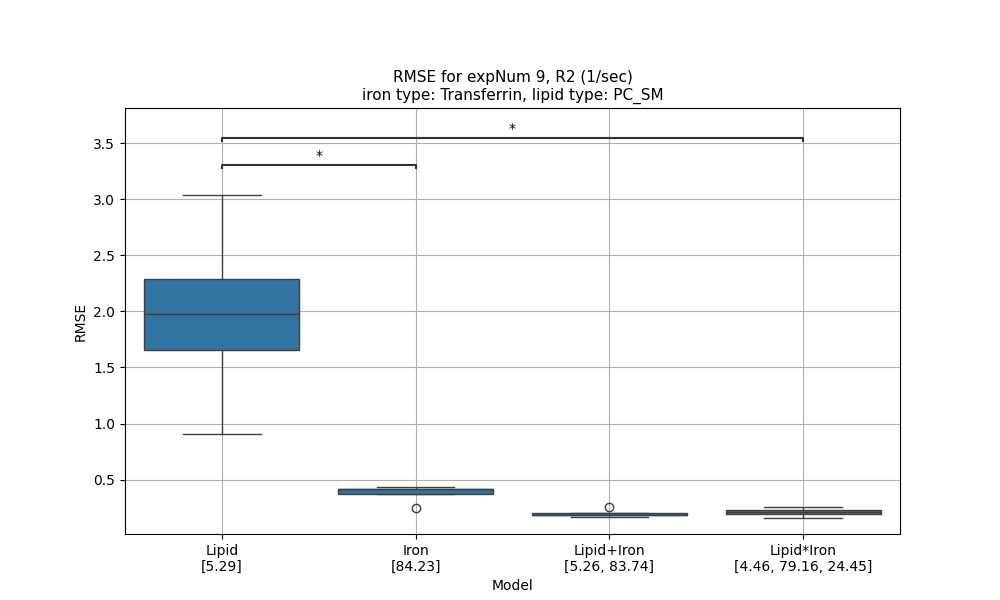 RMSE for expNum 9, R2 (1/sec)
iron type: Transferrin, lipid type: PC_SM
*
*
3.5
3.0
2.5
2.0
1.5
1.0
0.5
RMSE
Lipid
[5.29]
Iron
[84.23]
Lipid+Iron
[5.26, 83.74]
Lipid*Iron
[4.46, 79.16, 24.45]
Model